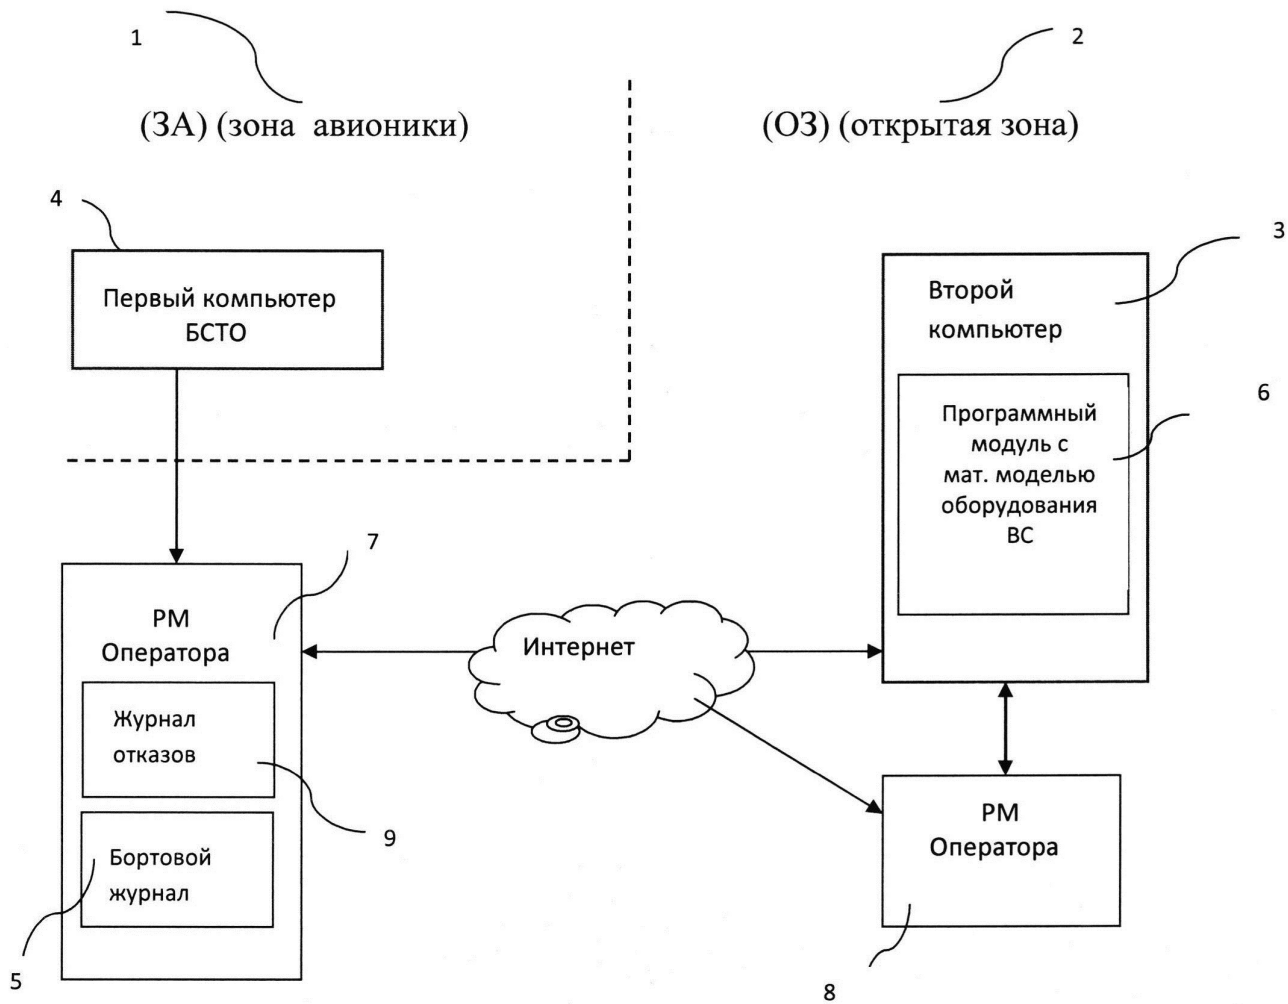 1
2
(ЗА) (зона авионики)
(ОЗ) (открытая зона)
4
Первый компьютер
БСТО
3
Второй
компьютер
6
Программный
модуль с
мат. моделью
оборудования
ВС
7
РМ
Оператора
Интернет
Журнал
отказов
9
Бортовой
журнал
5
РМ
Оператора
8